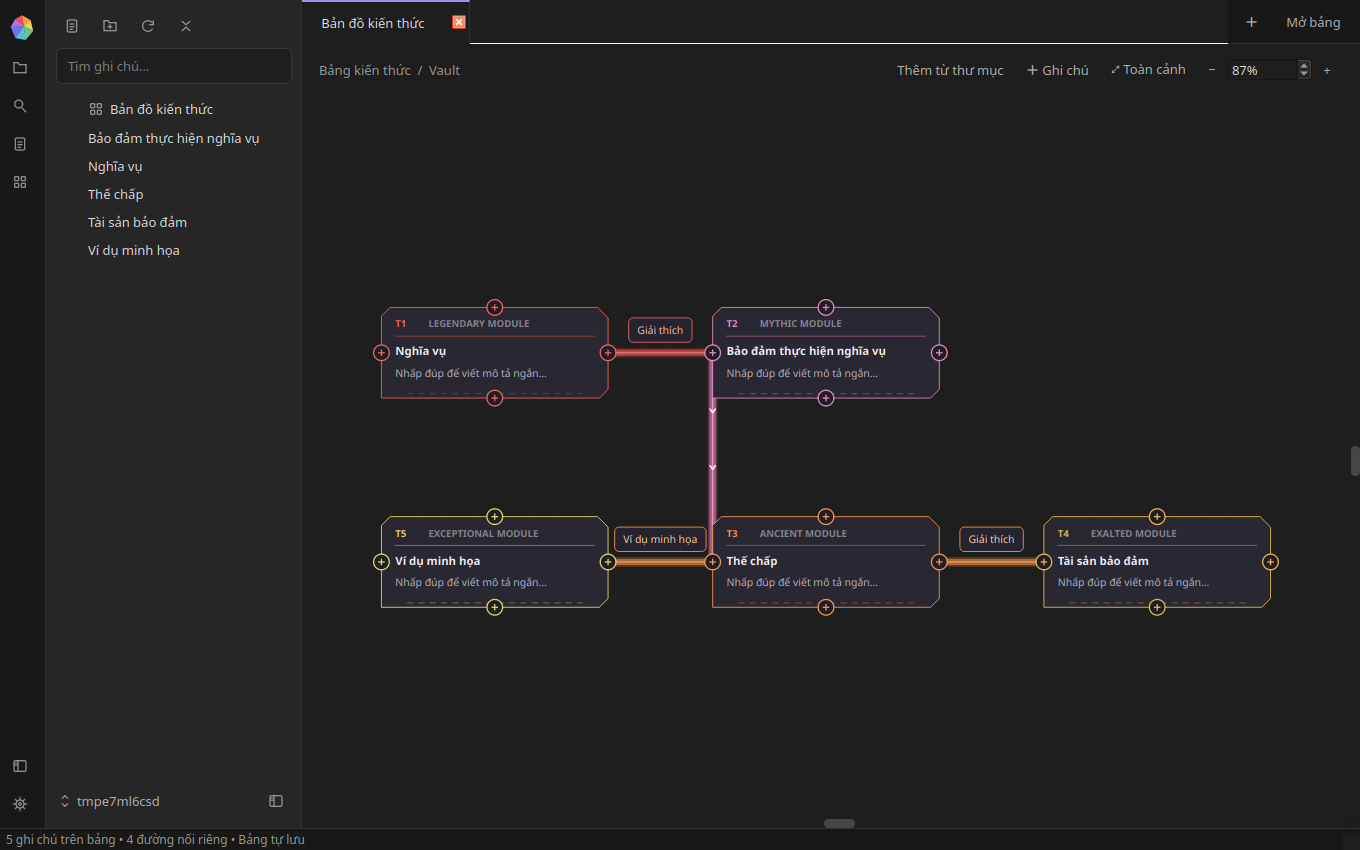 Bản đồ kiến thức
Mở bảng
Tìm ghi chú...
Bảng kiến thức / Vault
Thêm từ thư mục
Ghi chú
Toàn cảnh
87%
Bản đồ kiến thức
Bảo đảm thực hiện nghĩa vụ
Nghĩa vụ
Thế chấp
Tài sản bảo đảm
Ví dụ minh họa
T1 LEGENDARY MODULE
Nghĩa vụ
Nhấp đúp để viết mô tả ngắn...
Giải thích
T2 MYTHIC MODULE
Bảo đảm thực hiện nghĩa vụ
Nhấp đúp để viết mô tả ngắn...
T5 EXCEPTIONAL MODULE
Ví dụ minh họa
Nhấp đúp để viết mô tả ngắn...
Ví dụ minh họa
T3 ANCIENT MODULE
Thế chấp
Nhấp đúp để viết mô tả ngắn...
Giải thích
T4 EXALTED MODULE
Tài sản bảo đảm
Nhấp đúp để viết mô tả ngắn...
tmpe7ml6csd
5 ghi chú trên bảng • 4 đường nối riêng • Bảng tự lưu